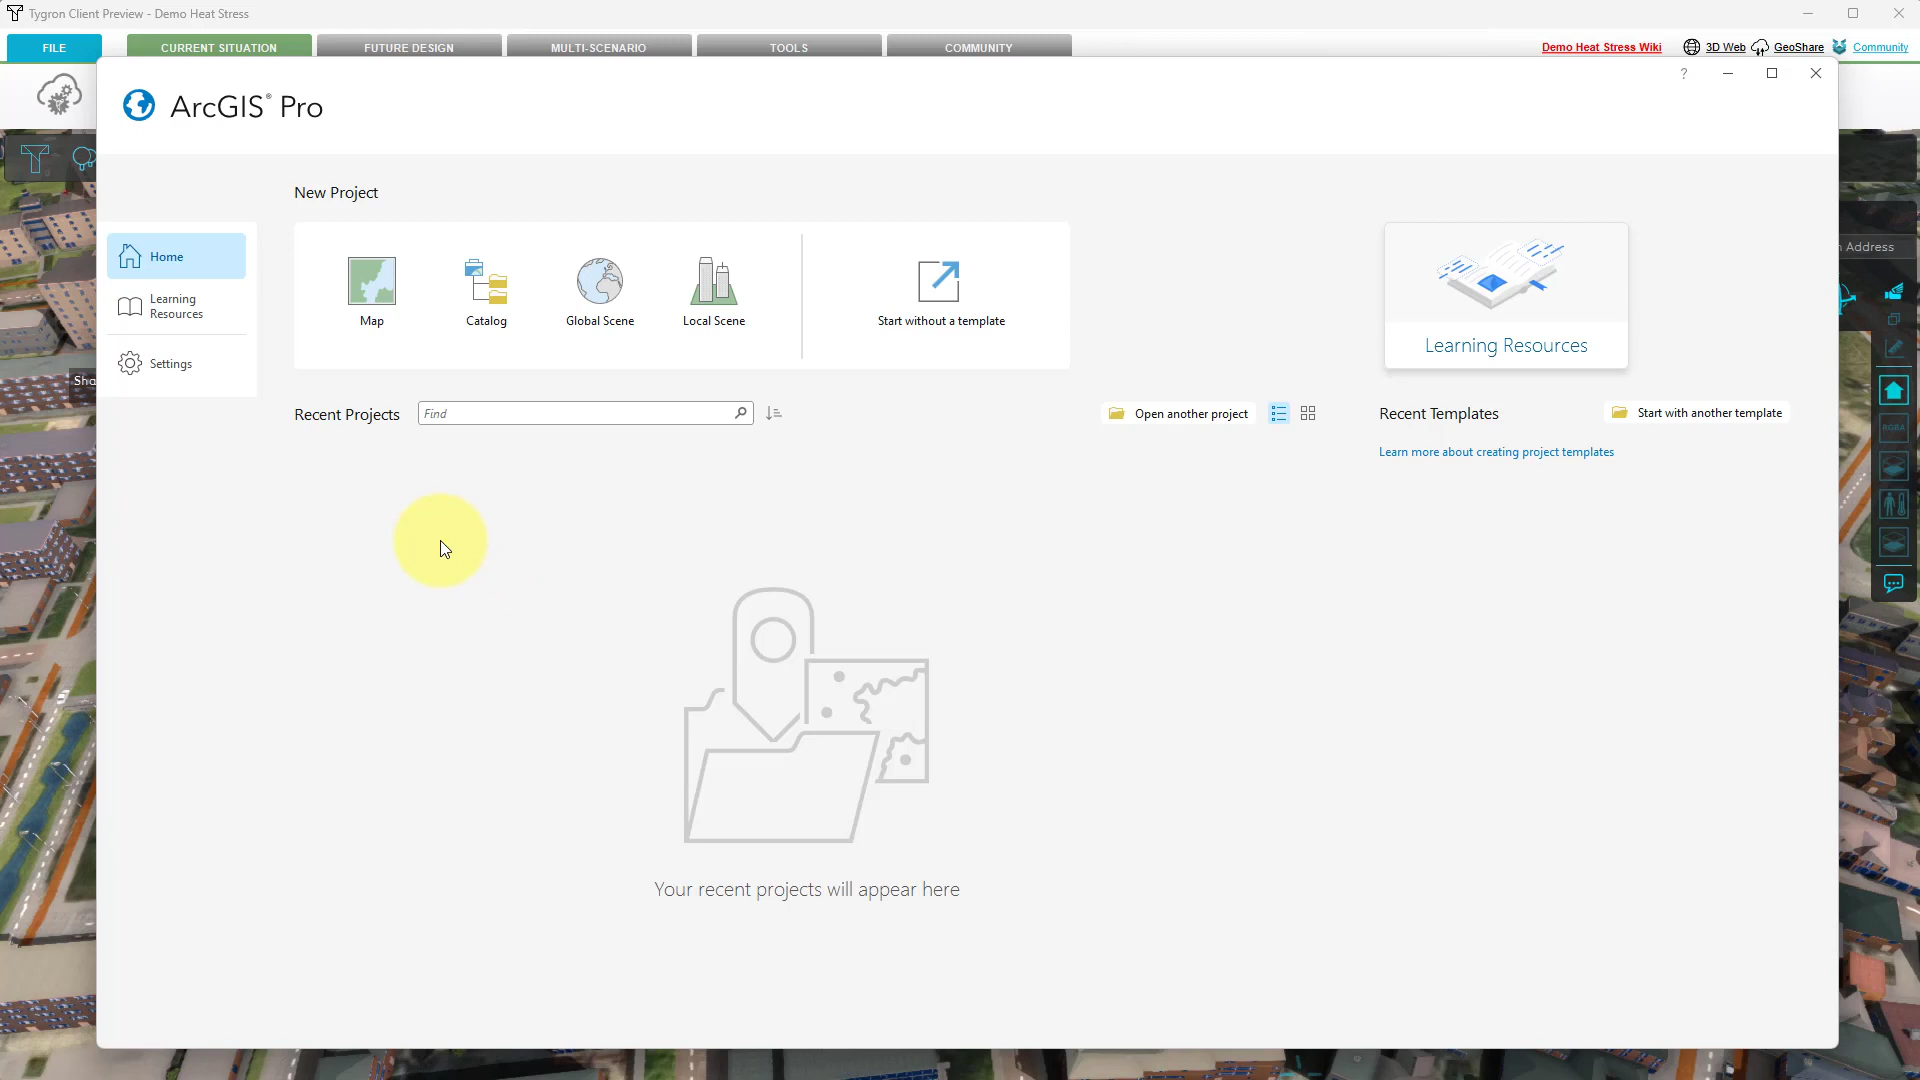 Tygron Client Preview - Demo Heat Stress
FILE
CURRENT SITUATION
FUTURE DESIGN
MULTI-SCENARIO
TOOLS
COMMUNITY
Demo Heat Stress Wiki
3D Web
GeoShare
Community
?
ArcGIS® Pro
New Project
Home
Learning
Resources
Settings
Map
Catalog
Global Scene
Local Scene
Start without a template
Learning Resources
Recent Projects
Find
Open another project
Recent Templates
Start with another template
Learn more about creating project templates
Your recent projects will appear here
Sha
n Address
RGBA